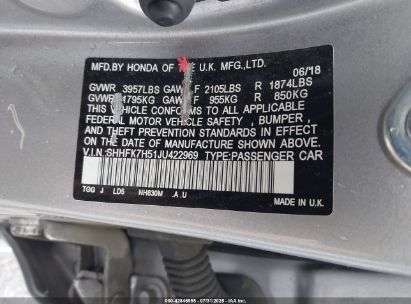 MFD.BY HONDA OF THE U.K. MFG.,LTD.
06/18
GVWR 3957LBS GAWR F 2105LBS R 1874LBS
GVWR 1795KG GAWR F 955KG R 850KG
THIS VEHICLE CONFORMS TO ALL APPLICABLE
FEDERAL MOTOR VEHICLE SAFETY , BUMPER ,
AND THEFT PREVENTION STANDARDS IN EFFECT ON
THE DATE OF MANUFACTURE SHOWN ABOVE.
V.I.N.:SHHFK7H51JU422969 TYPE:PASSENGER CAR
TGG J LD5 NH830M .A .U
MADE IN U.K.